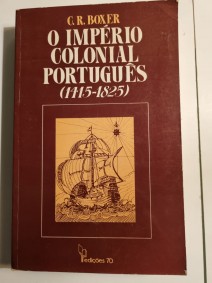 C. R. BOXER
O IMPÉRIO
COLONIAL
PORTUGUÊS
(1415-1825)
edições 70